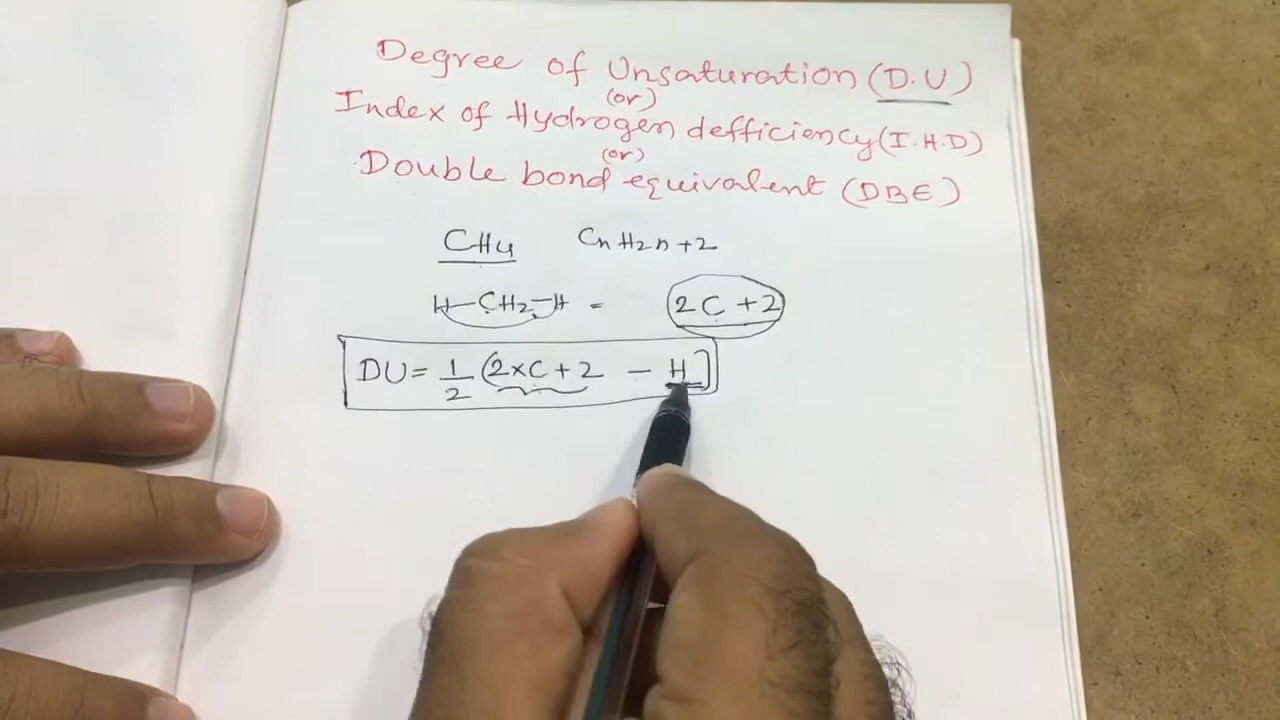 Degree of Unsaturation (D.U)
(or)
Index of Hydrogen defficiency (I.H.D)
(or)
Double bond equivalent (DBE)
CH4 CnH2n+2
H-CH2-H = 2C+2
DU = 1/2 (2xC+2 - H]